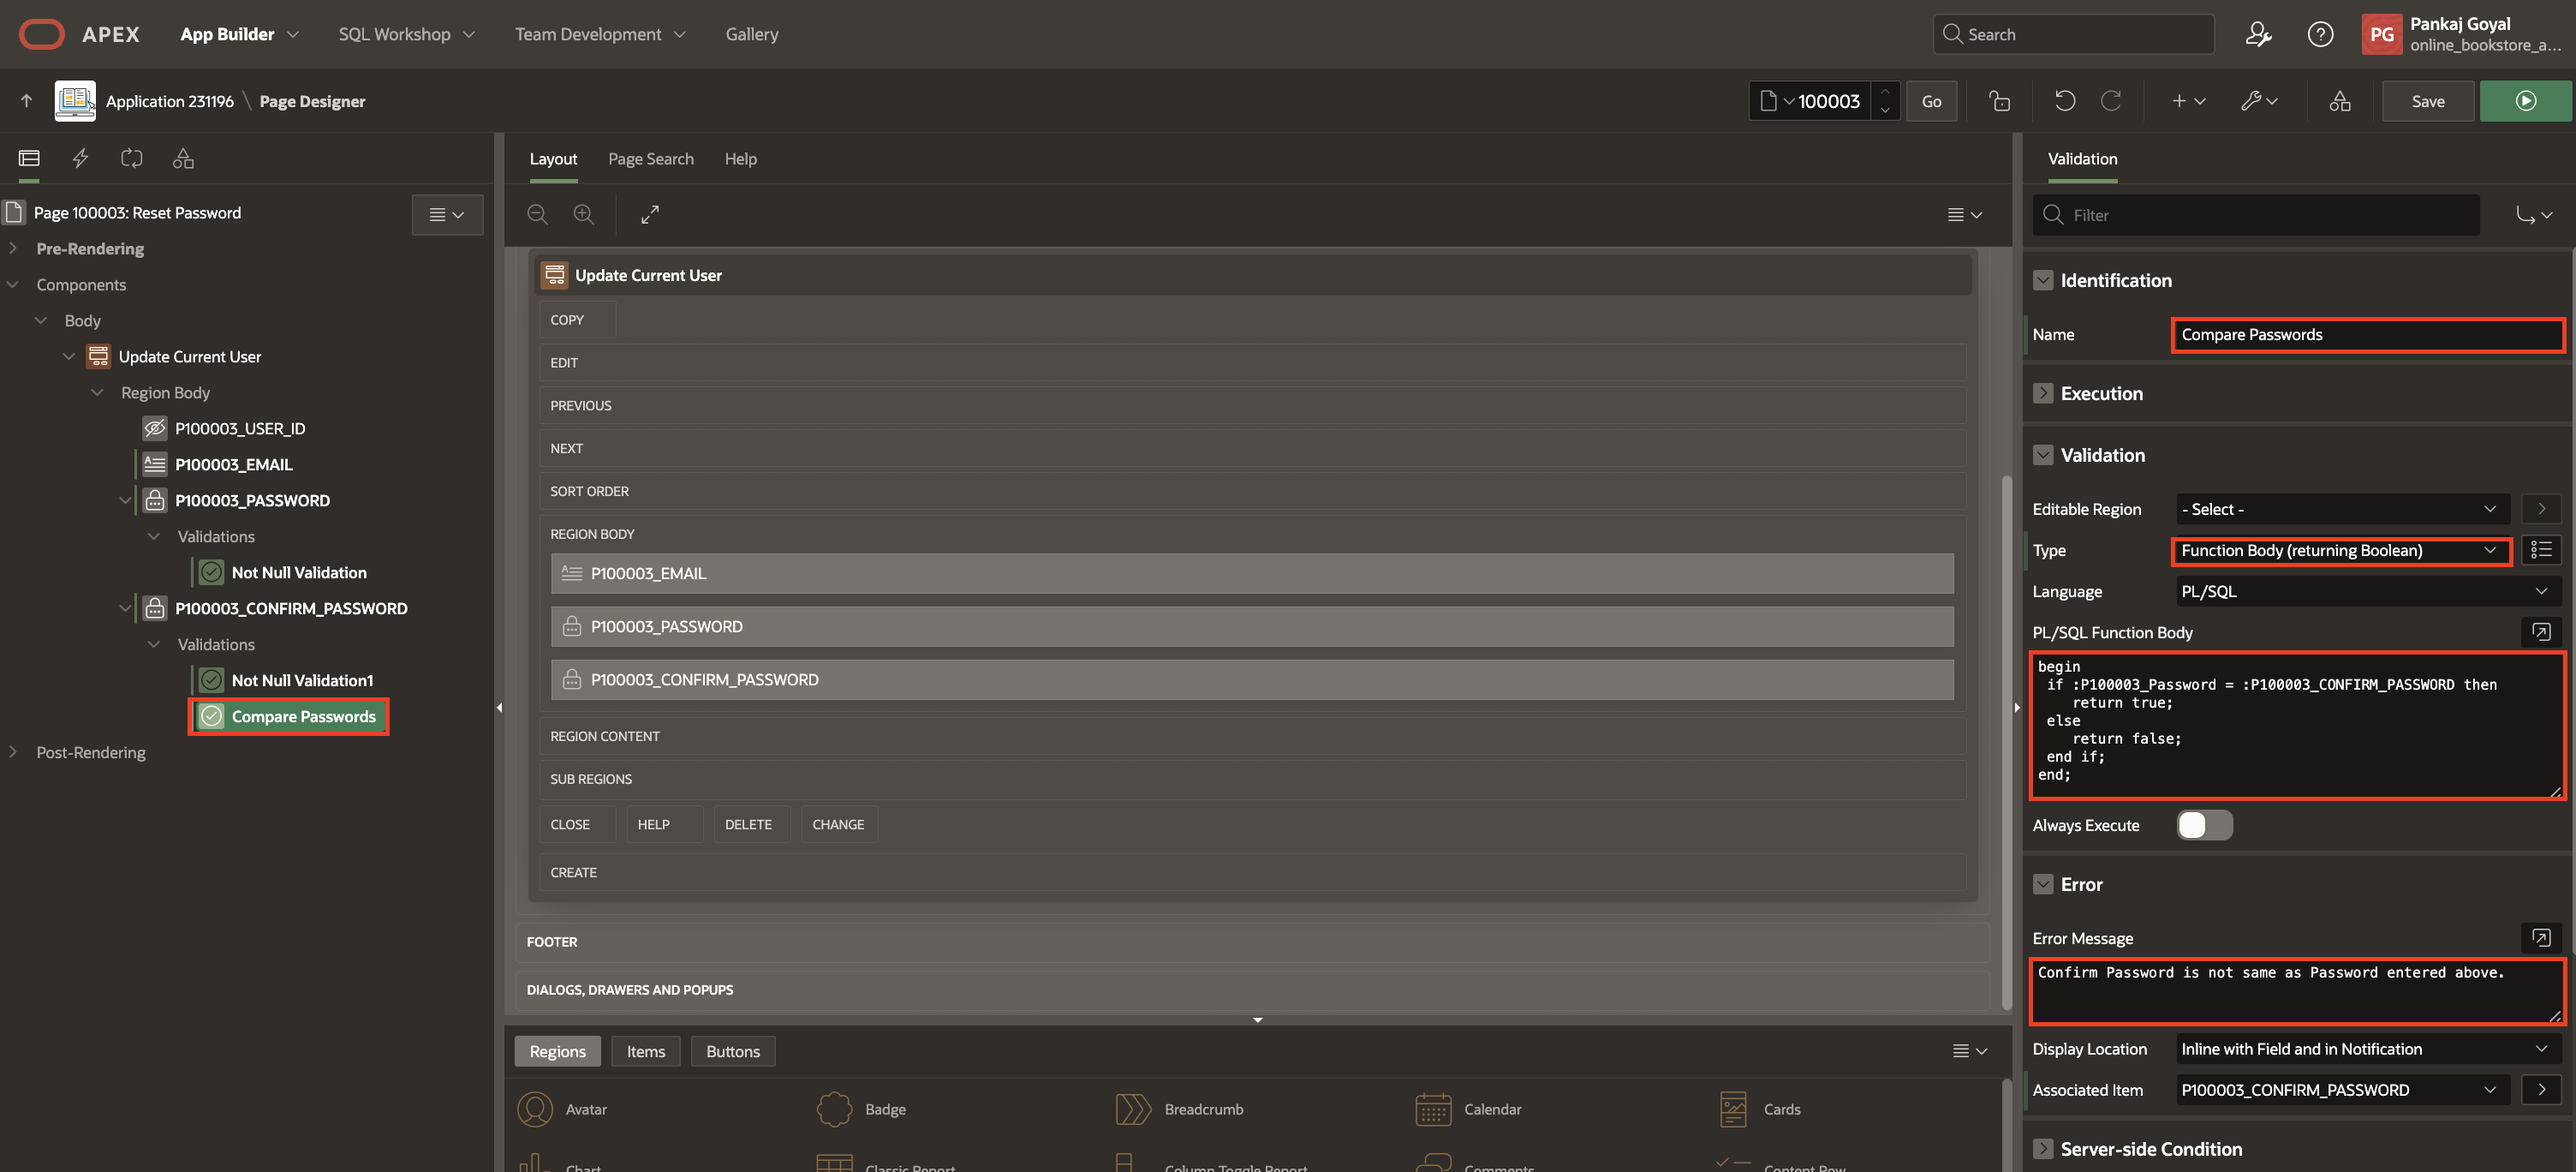 APEX
App Builder
SQL Workshop
Team Development
Gallery
Search
PG
Pankaj Goyal
online_bookstore_a...
Application 231196 \ Page Designer
100003
Go
Save
Layout
Page Search
Help
Validation
Page 100003: Reset Password
Pre-Rendering
Components
Body
Update Current User
Region Body
P100003_USER_ID
P100003_EMAIL
P100003_PASSWORD
Validations
Not Null Validation
P100003_CONFIRM_PASSWORD
Validations
Not Null Validation1
Compare Passwords
Post-Rendering
Update Current User
COPY
EDIT
PREVIOUS
NEXT
SORT ORDER
REGION BODY
P100003_EMAIL
P100003_PASSWORD
P100003_CONFIRM_PASSWORD
REGION CONTENT
SUB REGIONS
CLOSE
HELP
DELETE
CHANGE
CREATE
FOOTER
DIALOGS, DRAWERS AND POPUPS
Regions
Items
Buttons
Avatar
Badge
Breadcrumb
Calendar
Cards
Chart
Classic Report
Column Toggle Report
Comments
Content Row
Filter
Identification
Name
Compare Passwords
Execution
Validation
Editable Region
- Select -
Type
Function Body (returning Boolean)
Language
PL/SQL
PL/SQL Function Body
begin
if :P100003_Password = :P100003_CONFIRM_PASSWORD then
return true;
else
return false;
end if;
end;
Always Execute
Error
Error Message
Confirm Password is not same as Password entered above.
Display Location
Inline with Field and in Notification
Associated Item
P100003_CONFIRM_PASSWORD
Server-side Condition